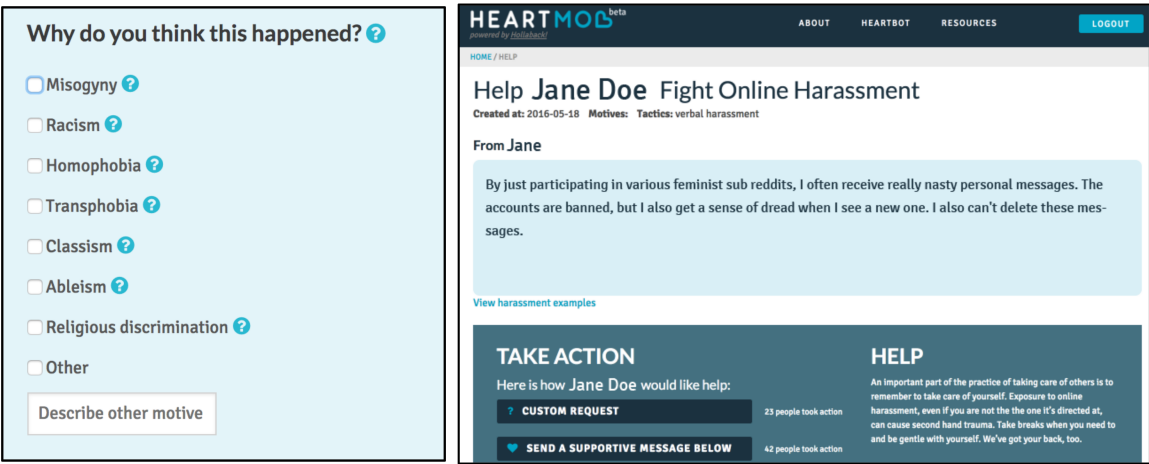 Why do you think this happened? ?
Misogyny ?
Racism ?
Homophobia ?
Transphobia ?
Classism ?
Ableism ?
Religious discrimination ?
Other
Describe other motive
HEARTMOB beta
powered by Hollaback!
ABOUT HEARTBOT RESOURCES LOGOUT
HOME / HELP
Help Jane Doe Fight Online Harassment
Created at: 2016-05-18 Motives: Tactics: verbal harassment
From Jane
By just participating in various feminist sub reddits, I often receive really nasty personal messages. The
accounts are banned, but I also get a sense of dread when I see a new one. I also can't delete these mes-
sages.
View harassment examples
TAKE ACTION
Here is how Jane Doe would like help:
? CUSTOM REQUEST 23 people took action
SEND A SUPPORTIVE MESSAGE BELOW 42 people took action
HELP
An important part of the practice of taking care of others is to
remember to take care of yourself. Exposure to online
harassment, even if you are not the the one it's directed at,
can cause second hand trauma. Take breaks when you need to
and be gentle with yourself. We've got your back, too.